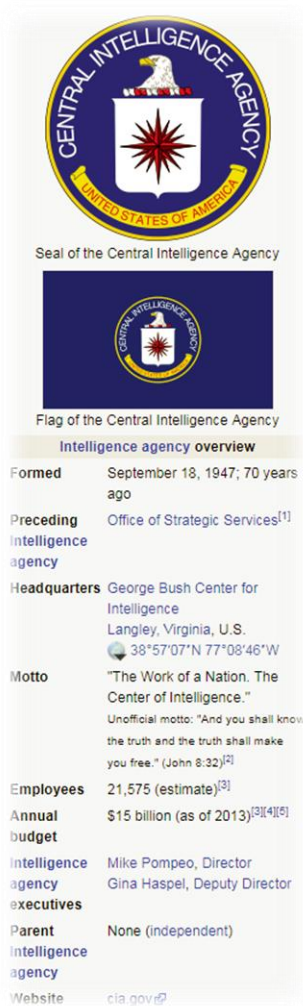 CENTRAL INTELLIGENCE AGENCY
UNITED STATES OF AMERICA
Seal of the Central Intelligence Agency
CENTRAL INTELLIGENCE AGENCY
UNITED STATES OF AMERICA
Flag of the Central Intelligence Agency
Intelligence agency overview
Formed September 18, 1947; 70 years
ago
Preceding Office of Strategic Services[1]
Intelligence
agency
Headquarters George Bush Center for
Intelligence
Langley, Virginia, U.S.
38°57'07"N 77°08'46"W
Motto "The Work of a Nation. The
Center of Intelligence."
Unofficial motto: "And you shall know
the truth and the truth shall make
you free." (John 8:32)[2]
Employees 21,575 (estimate)[3]
Annual $15 billion (as of 2013)[3][4][5]
budget
Intelligence Mike Pompeo, Director
agency Gina Haspel, Deputy Director
executives
Parent None (independent)
Intelligence
agency
Website cia.gov